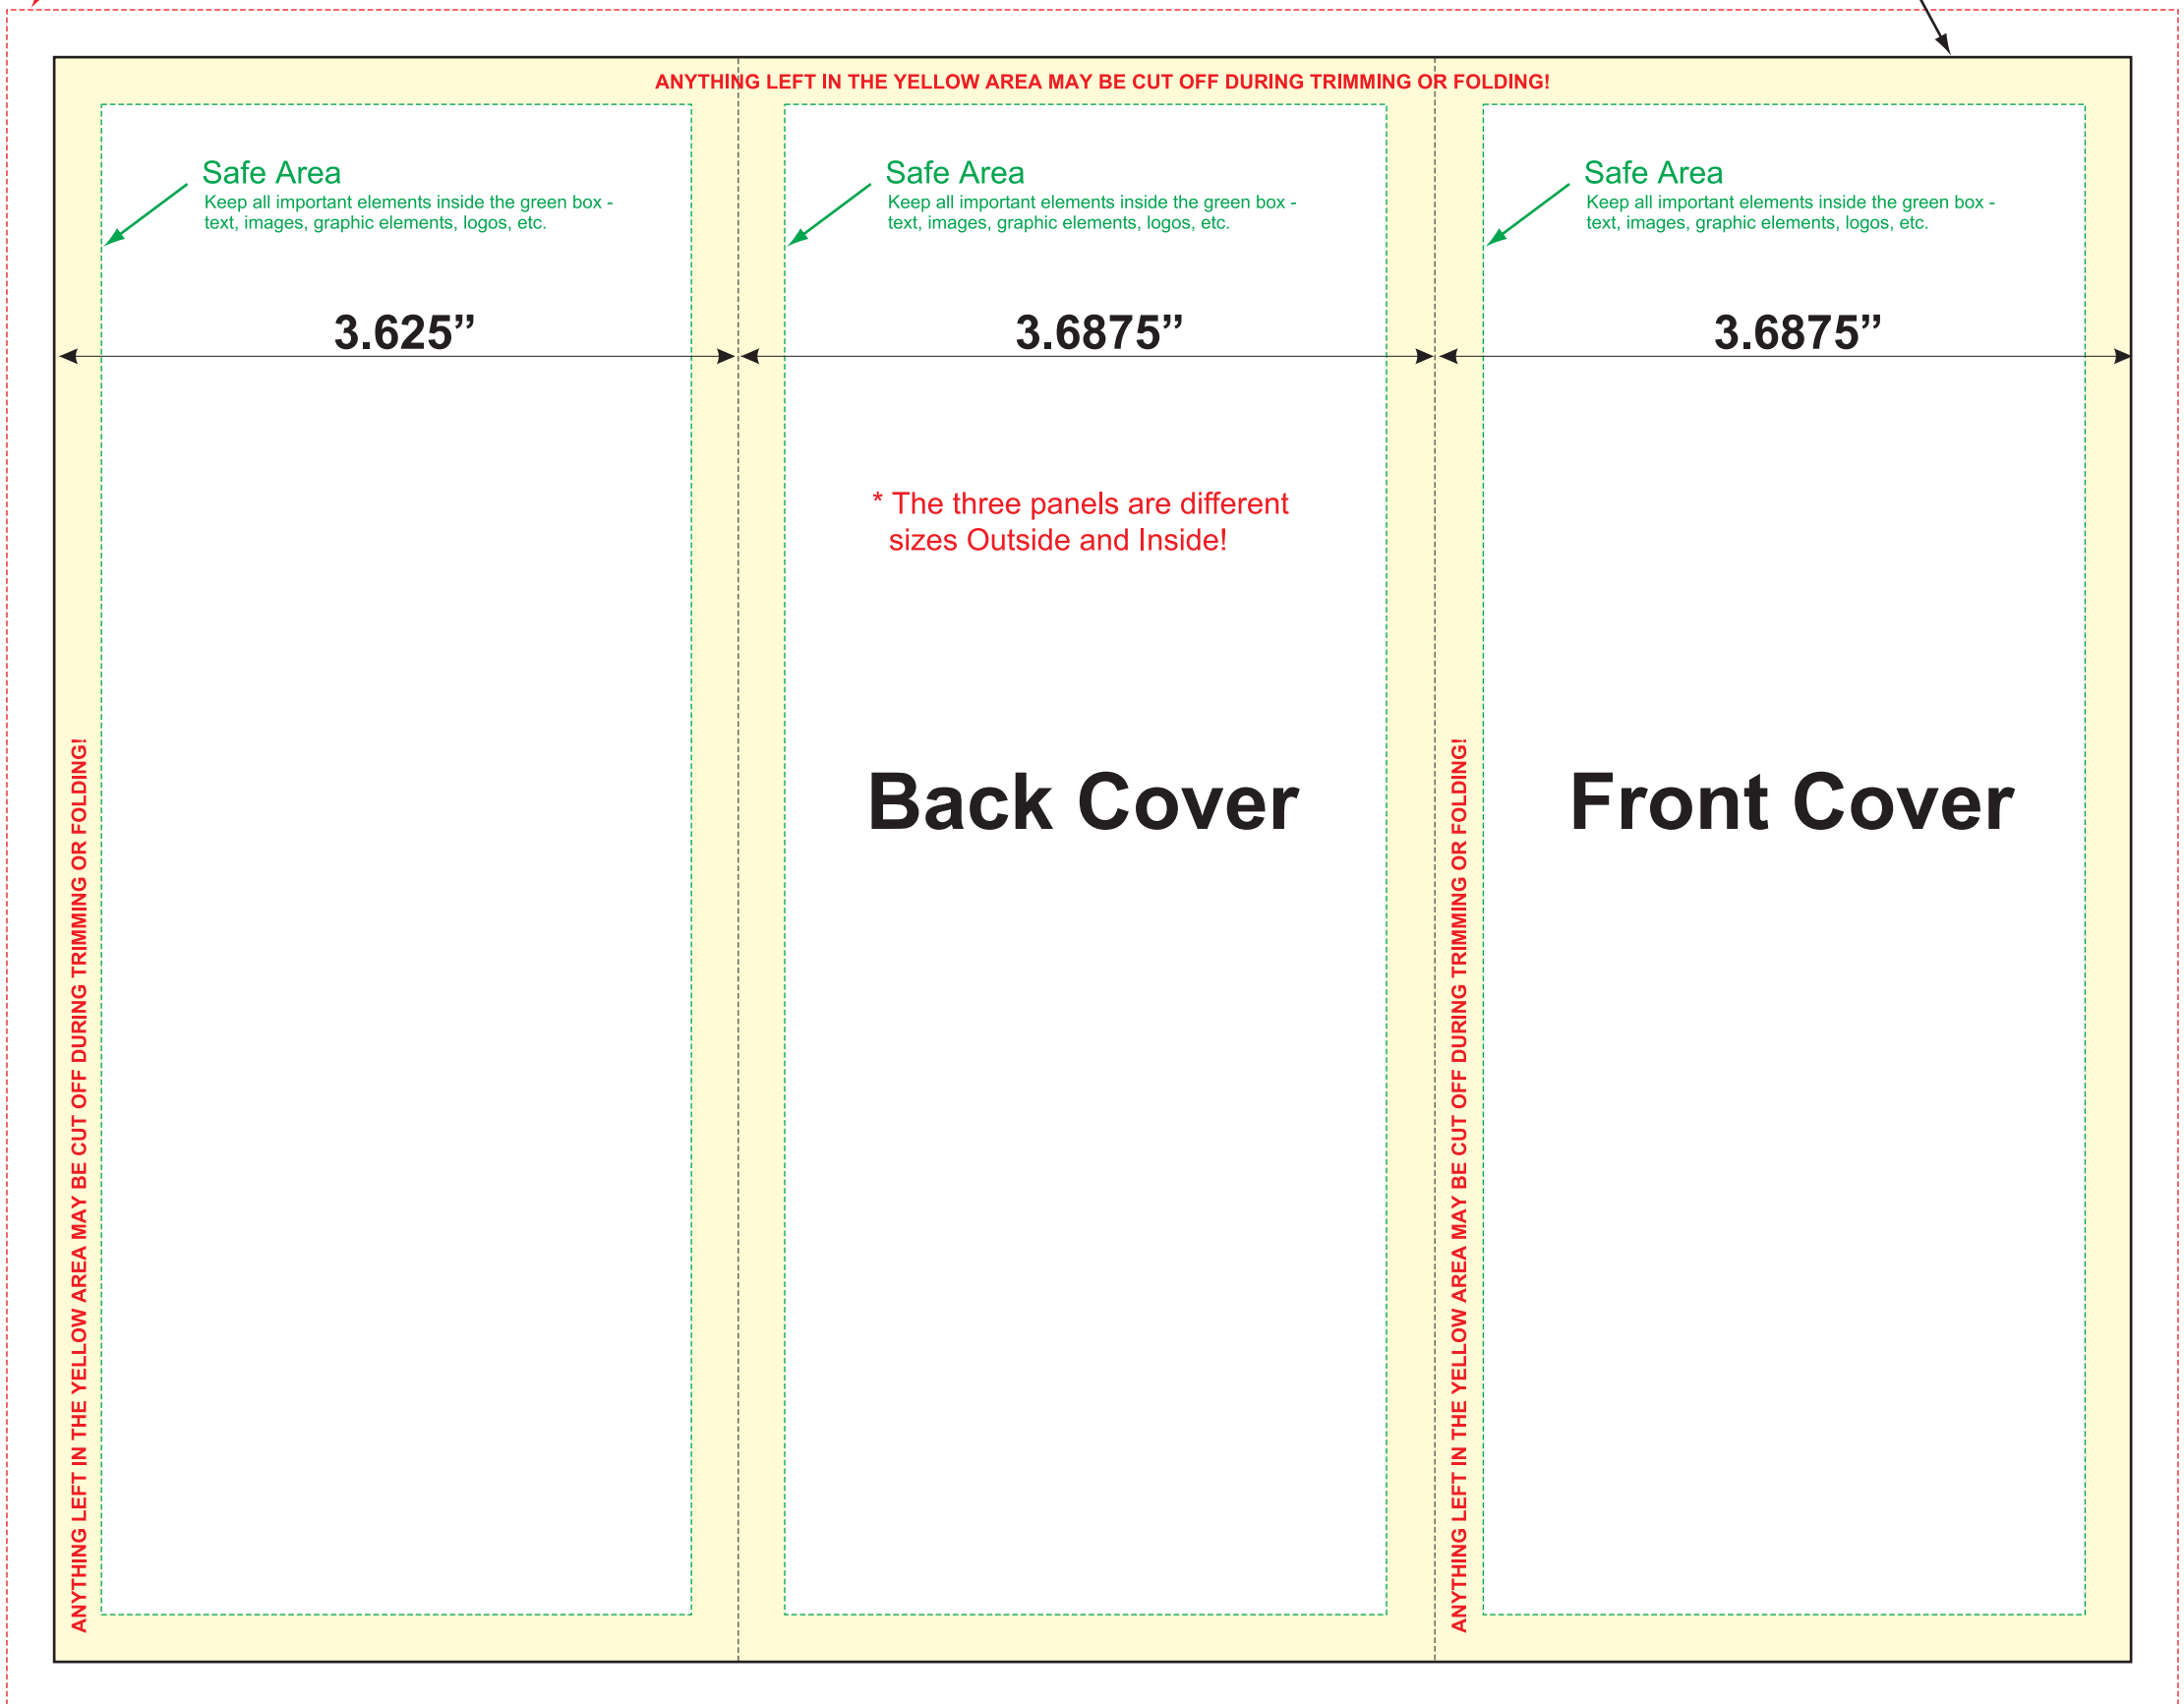 ANYTHING LEFT IN THE YELLOW AREA MAY BE CUT OFF DURING TRIMMING OR FOLDING!
Safe Area
Keep all important elements inside the green box -
text, images, graphic elements, logos, etc.
Safe Area
Keep all important elements inside the green box -
text, images, graphic elements, logos, etc.
Safe Area
Keep all important elements inside the green box -
text, images, graphic elements, logos, etc.
3.625”
3.6875”
3.6875”
* The three panels are different
sizes Outside and Inside!
ANYTHING LEFT IN THE YELLOW AREA MAY BE CUT OFF DURING TRIMMING OR FOLDING!
Back Cover
ANYTHING LEFT IN THE YELLOW AREA MAY BE CUT OFF DURING TRIMMING OR FOLDING!
Front Cover